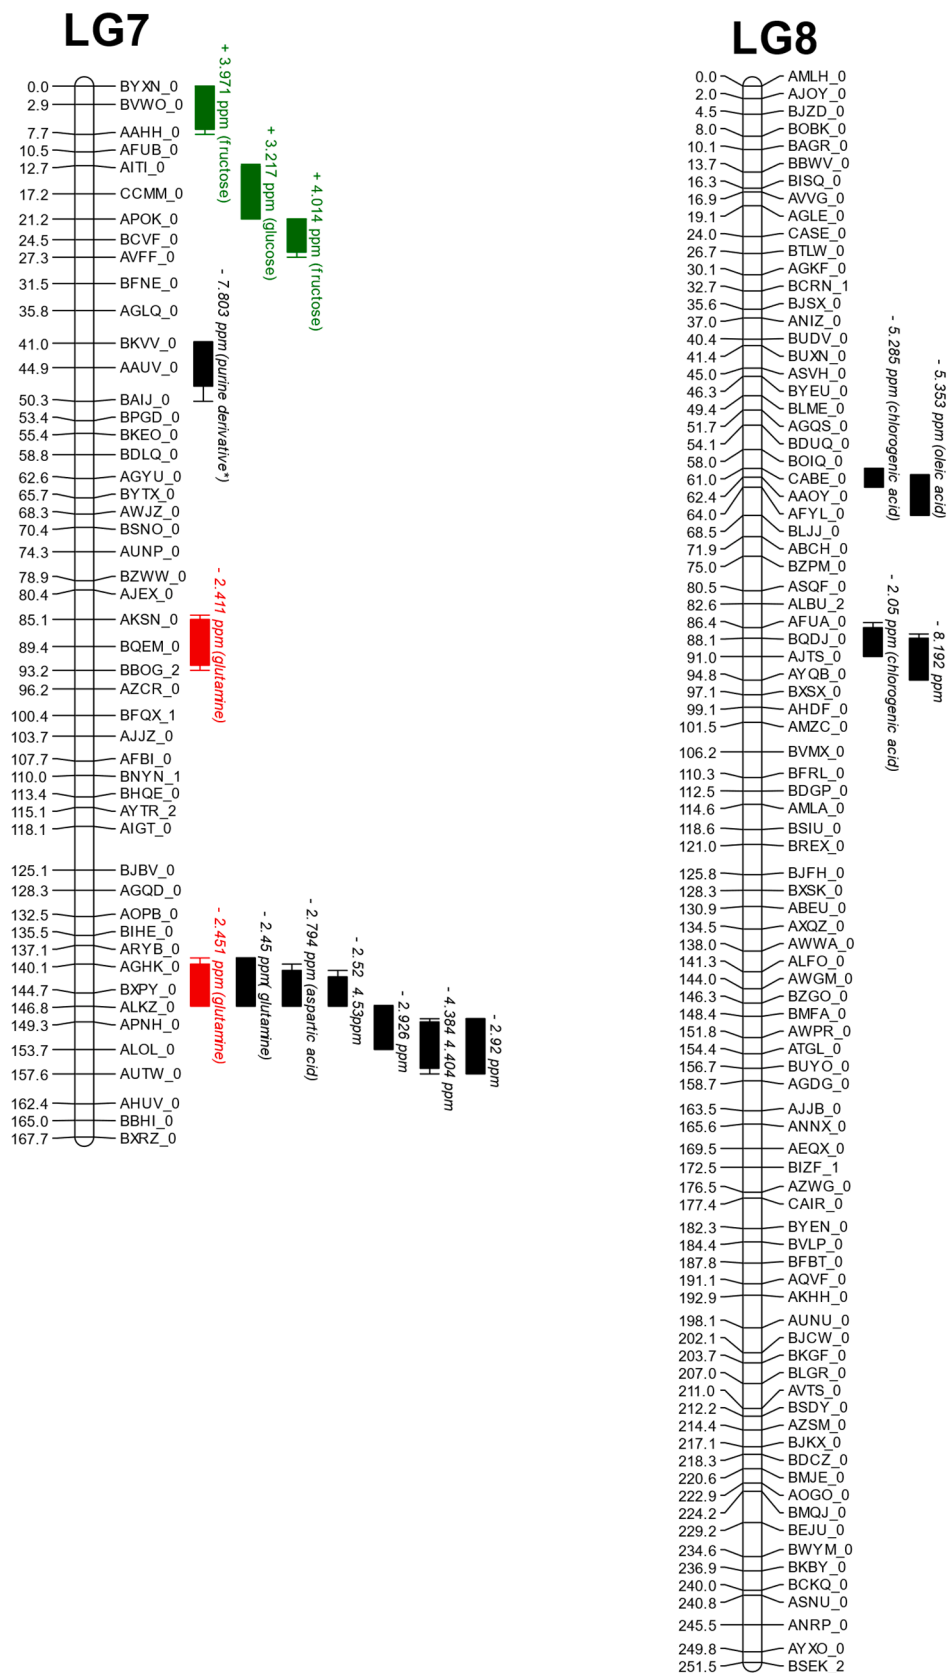 LG7
0.0 BYXN_0
2.9 BVWO_0
7.7 AAHH_0
10.5 AFUB_0
12.7 AITI_0
17.2 CCMM_0
21.2 APOK_0
24.5 BCVF_0
27.3 AVFF_0
31.5 BFNE_0
35.8 AGLQ_0
41.0 BKVV_0
44.9 AAUV_0
50.3 BAIJ_0
53.4 BPGD_0
55.4 BKEO_0
58.8 BDLQ_0
62.6 AGYU_0
65.7 BYTX_0
68.3 AWJZ_0
70.4 BSNO_0
74.3 AUNP_0
78.9 BZWW_0
80.4 AJEX_0
85.1 AKSN_0
89.4 BQEM_0
93.2 BBOG_2
96.2 AZCR_0
100.4 BFQX_1
103.7 AJJZ_0
107.7 AFBI_0
110.0 BNYN_1
113.4 BHQE_0
115.1 AYTR_2
118.1 AIGT_0
125.1 BJBV_0
128.3 AGQD_0
132.5 AOPB_0
135.5 BIHE_0
137.1 ARYB_0
140.1 AGHK_0
144.7 BXPY_0
146.8 ALKZ_0
149.3 APNH_0
153.7 ALOL_0
157.6 AUTW_0
162.4 AHUV_0
165.0 BBHI_0
167.7 BXRZ_0
+ 3.971 ppm (fructose)
+ 3.217 ppm (glucose)
+ 4.014 ppm (fructose)
- 7.803 ppm (purine derivative*)
- 2.411 ppm (glutamine)
- 2.451 ppm (glutamine)
- 2.45 ppm( glutamine)
- 2.794 ppm (aspartic acid)
- 2.52 4.53ppm
- 2.926 ppm
- 4.384 4.404 ppm
- 2.92 ppm
LG8
0.0 AMLH_0
2.0 AJOY_0
4.5 BJZD_0
8.0 BOBK_0
10.1 BAGR_0
13.7 BBWV_0
16.3 BISQ_0
16.9 AVVG_0
19.1 AGLE_0
24.0 CASE_0
26.7 BTLW_0
30.1 AGKF_0
32.7 BCRN_1
35.6 BJSX_0
37.0 ANIZ_0
40.4 BUDV_0
41.4 BUXN_0
45.0 ASVH_0
46.3 BYEU_0
49.4 BLME_0
51.7 AGQS_0
54.1 BDUQ_0
58.0 BOIQ_0
61.0 CABE_0
62.4 AAOY_0
64.0 AFYL_0
68.5 BLJJ_0
71.9 ABCH_0
75.0 BZPM_0
80.5 ASQF_0
82.6 ALBU_2
86.4 AFUA_0
88.1 BQDJ_0
91.0 AJTS_0
94.8 AYQB_0
97.1 BXSX_0
99.1 AHDF_0
101.5 AMZC_0
106.2 BVMX_0
110.3 BFRL_0
112.5 BDGP_0
114.6 AMLA_0
118.6 BSIU_0
121.0 BREX_0
125.8 BJFH_0
128.3 BXSK_0
130.9 ABEU_0
134.5 AXQZ_0
138.0 AWWA_0
141.3 ALFO_0
144.0 AWGM_0
146.3 BZGO_0
148.4 BMFA_0
151.8 AWPR_0
154.4 ATGL_0
156.7 BUYO_0
158.7 AGDG_0
163.5 AJJB_0
165.6 ANNX_0
169.5 AEQX_0
172.5 BIZF_1
176.5 AZWG_0
177.4 CAIR_0
182.3 BYEN_0
184.4 BVLP_0
187.8 BFBT_0
191.1 AQVF_0
192.9 AKHH_0
198.1 AUNU_0
202.1 BJCW_0
203.7 BKGF_0
207.0 BLGR_0
211.0 AVTS_0
212.2 BSDY_0
214.4 AZSM_0
217.1 BJKX_0
218.3 BDCZ_0
220.6 BMJE_0
222.9 AOGO_0
224.2 BMQJ_0
229.2 BEJU_0
234.6 BWYM_0
236.9 BKBY_0
240.0 BCKQ_0
240.8 ASNU_0
245.5 ANRP_0
249.8 AYXO_0
251.5 BSEK_2
- 5.285 ppm (chlorogenic acid)
- 5.353 ppm (oleic acid)
- 2.05 ppm (chlorogenic acid)
- 8.192 ppm